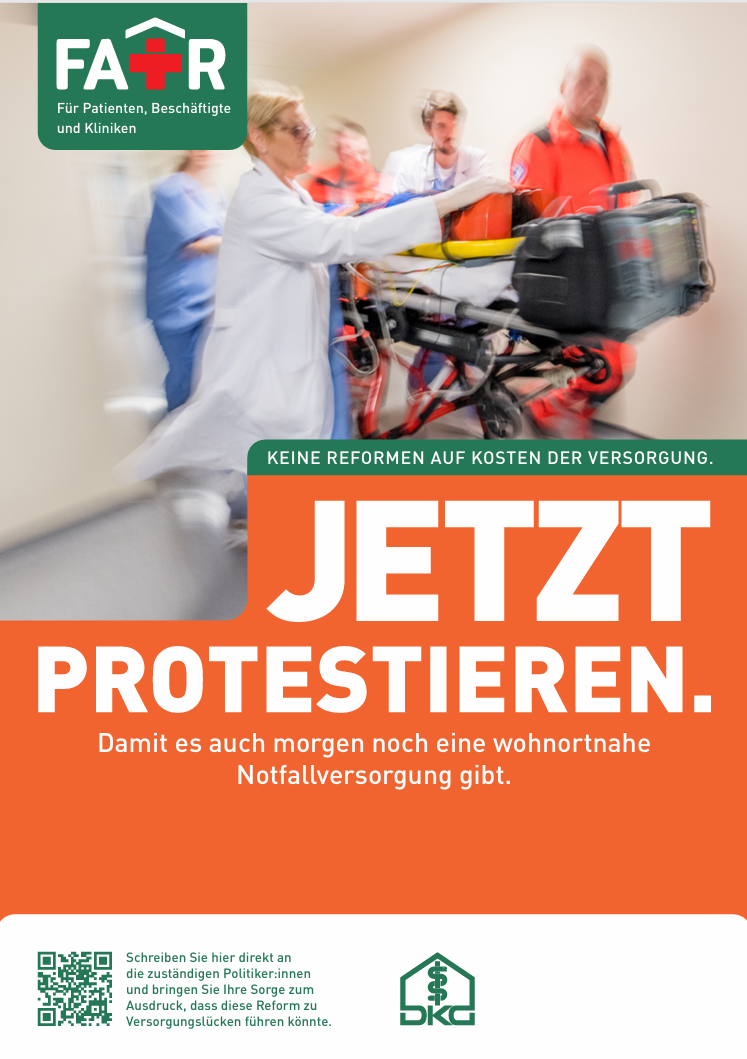 FAIR
Für Patienten, Beschäftigte
und Kliniken
KEINE REFORMEN AUF KOSTEN DER VERSORGUNG.
JETZT
PROTESTIEREN.
Damit es auch morgen noch eine wohnortnahe
Notfallversorgung gibt.
Schreiben Sie hier direkt an
die zuständigen Politiker:innen
und bringen Sie Ihre Sorge zum
Ausdruck, dass diese Reform zu
Versorgungslücken führen könnte.
DKG